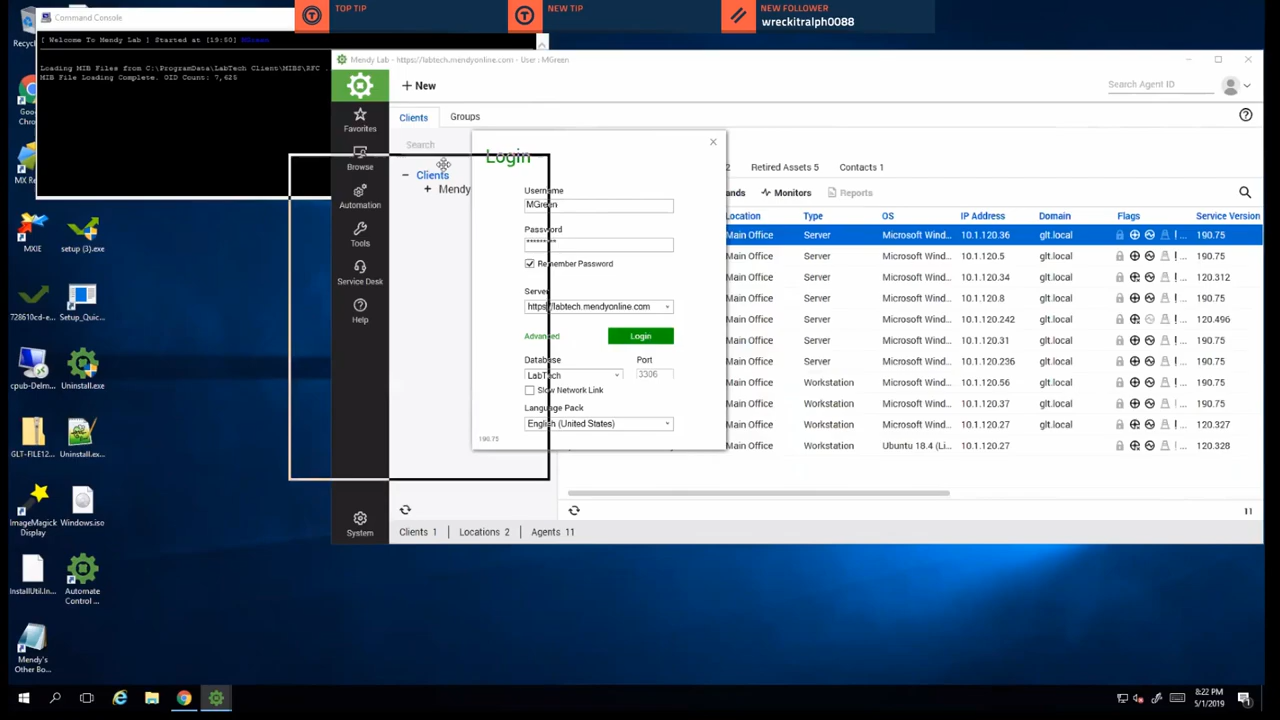 TOP TIP
NEW TIP
NEW FOLLOWER
wreckitralph0088
Command Console
[ Welcome To Mendy Lab ] Started at [19:50] MGreen
Loading MIB Files from C:\ProgramData\LabTech Client\MIBS\RFC .
MIB File Loading Complete. OID Count: 7,625
Mendy Lab - https://labtech.mendyonline.com - User : MGreen
+ New
Search Agent ID
Favorites
Browse
Automation
Tools
Service Desk
Help
System
Clients
Groups
Search
Clients
Mendy
Login
Username
MGreen
Password
*********
Remember Password
Server
https://labtech.mendyonline.com
Advanced
Login
Database
Port
LabTech
3306
Slow Network Link
Language Pack
English (United States)
190.75
2
Retired Assets 5
Contacts 1
ands
Monitors
Reports
Location Type OS IP Address Domain Flags Service Version
Main Office Server Microsoft Wind... 10.1.120.36 glt.local ... 190.75
Main Office Server Microsoft Wind... 10.1.120.5 glt.local ... 190.75
Main Office Server Microsoft Wind... 10.1.120.34 glt.local ... 120.312
Main Office Server Microsoft Wind... 10.1.120.8 glt.local ... 190.75
Main Office Server Microsoft Wind... 10.1.120.242 glt.local ... 120.496
Main Office Server Microsoft Wind... 10.1.120.31 glt.local ... 190.75
Main Office Server Microsoft Wind... 10.1.120.236 glt.local ... 190.75
Main Office Workstation Microsoft Wind... 10.1.120.56 glt.local ... 190.75
Main Office Workstation Microsoft Wind... 10.1.120.37 glt.local ... 190.75
Main Office Workstation Microsoft Wind... 10.1.120.27 glt.local ... 120.327
Main Office Workstation Ubuntu 18.4 (Li... 10.1.120.27 ... 120.328
11
Clients 1
Locations 2
Agents 11
Recyc
Goo
Chro
MX Re
MXIE
setup (3).exe
728610cd-e...
Setup_Quic...
cpub-Delm...
Uninstall.exe
GLT-FILE12...
Uninstall.ex...
ImageMagick
Display
Windows.iso
InstallUtil.In...
Automate
Control ...
Mendy's
Other Bo...
8:22 PM
5/1/2019